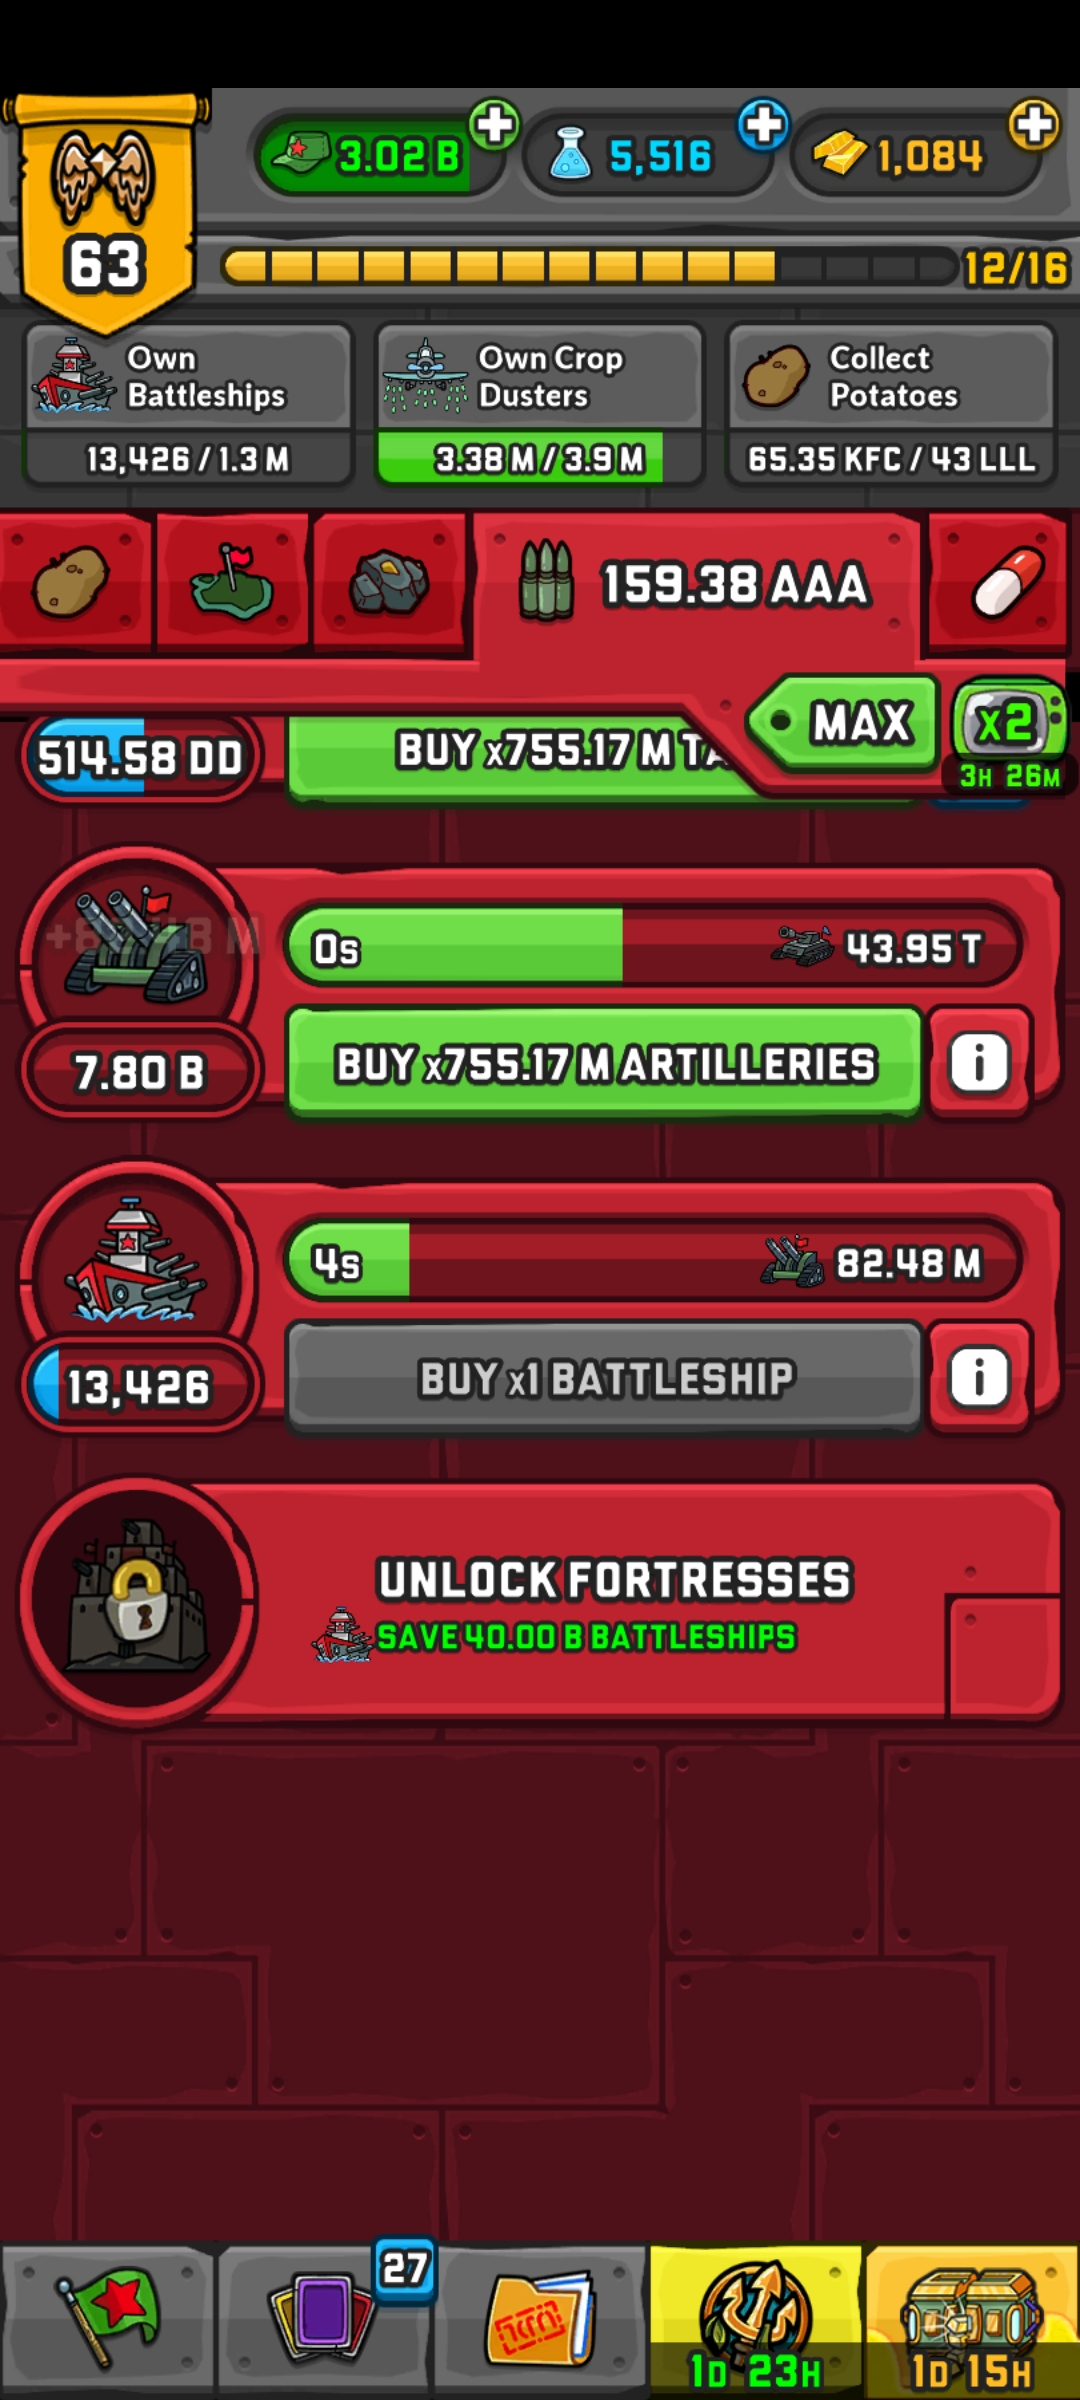 63
3.02 B
5,516
1,084
12/16
Own Battleships
13,426 / 1.3 M
Own Crop Dusters
3.38 M / 3.9 M
Collect Potatoes
65.35 KFC / 43 LLL
159.38 AAA
MAX
x2
3H 26M
514.58 DD
BUY x755.17 M
0s
43.95 T
7.80 B
BUY x755.17 M ARTILLERIES
i
4s
82.48 M
13,426
BUY x1 BATTLESHIP
i
UNLOCK FORTRESSES
SAVE 40.00 B BATTLESHIPS
27
1D 23H
1D 15H